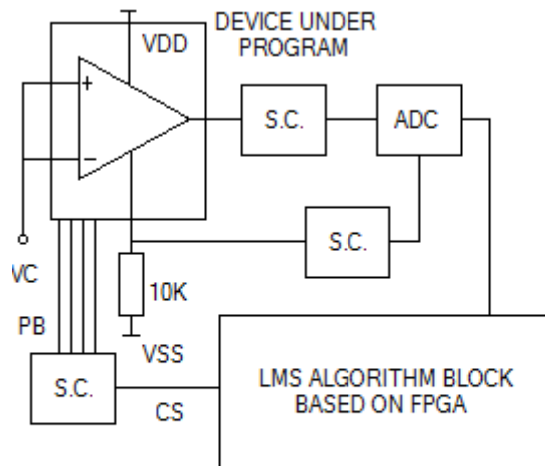 DEVICE UNDER
PROGRAM
VDD
+
−
S.C.
ADC
S.C.
VC
10K
PB
VSS
S.C.
CS
LMS ALGORITHM BLOCK
BASED ON FPGA